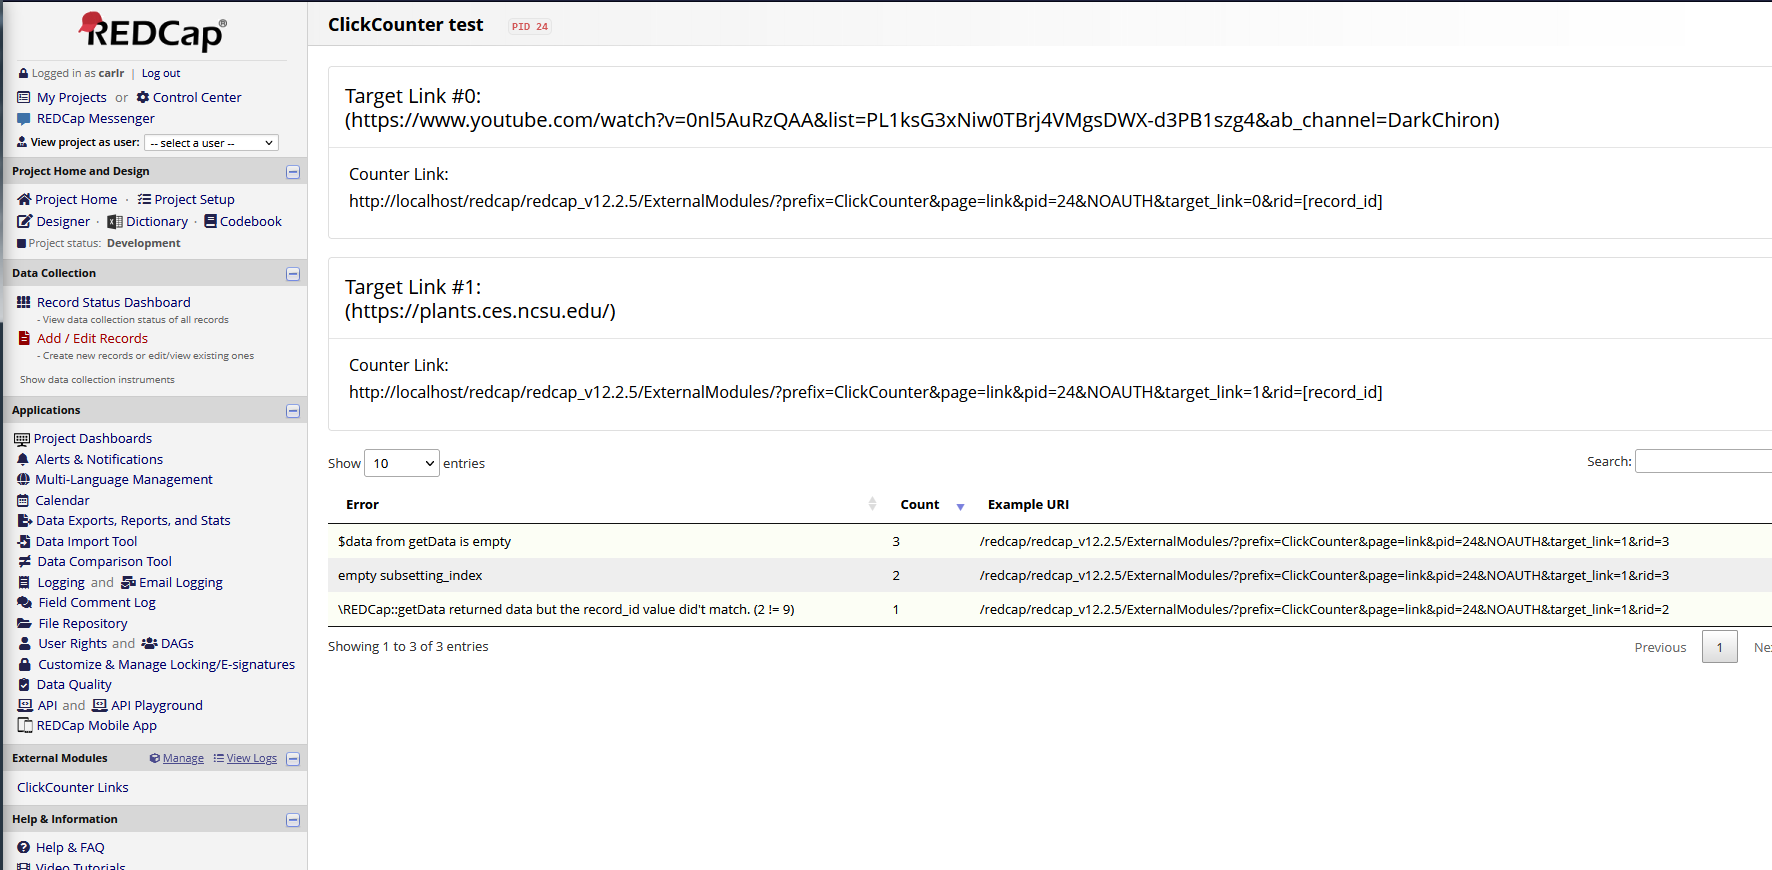 REDCap®
Logged in as carlr | Log out
My Projects or Control Center
REDCap Messenger
View project as user: -- select a user --
Project Home and Design
Project Home · Project Setup
Designer · Dictionary · Codebook
Project status: Development
Data Collection
Record Status Dashboard
- View data collection status of all records
Add / Edit Records
- Create new records or edit/view existing ones
Show data collection instruments
Applications
Project Dashboards
Alerts & Notifications
Multi-Language Management
Calendar
Data Exports, Reports, and Stats
Data Import Tool
Data Comparison Tool
Logging and Email Logging
Field Comment Log
File Repository
User Rights and DAGs
Customize & Manage Locking/E-signatures
Data Quality
API and API Playground
REDCap Mobile App
External Modules Manage View Logs
ClickCounter Links
Help & Information
Help & FAQ
Video Tutorials
ClickCounter test PID 24
Target Link #0:
(https://www.youtube.com/watch?v=0nl5AuRzQAA&list=PL1ksG3xNiw0TBrj4VMgsDWX-d3PB1szg4&ab_channel=DarkChiron)
Counter Link:
http://localhost/redcap/redcap_v12.2.5/ExternalModules/?prefix=ClickCounter&page=link&pid=24&NOAUTH&target_link=0&rid=[record_id]
Target Link #1:
(https://plants.ces.ncsu.edu/)
Counter Link:
http://localhost/redcap/redcap_v12.2.5/ExternalModules/?prefix=ClickCounter&page=link&pid=24&NOAUTH&target_link=1&rid=[record_id]
Show 10 entries Search:
Error Count Example URI
$data from getData is empty 3 /redcap/redcap_v12.2.5/ExternalModules/?prefix=ClickCounter&page=link&pid=24&NOAUTH&target_link=1&rid=3
empty subsetting_index 2 /redcap/redcap_v12.2.5/ExternalModules/?prefix=ClickCounter&page=link&pid=24&NOAUTH&target_link=1&rid=3
\REDCap::getData returned data but the record_id value did't match. (2 != 9) 1 /redcap/redcap_v12.2.5/ExternalModules/?prefix=ClickCounter&page=link&pid=24&NOAUTH&target_link=1&rid=2
Showing 1 to 3 of 3 entries Previous 1 Ne